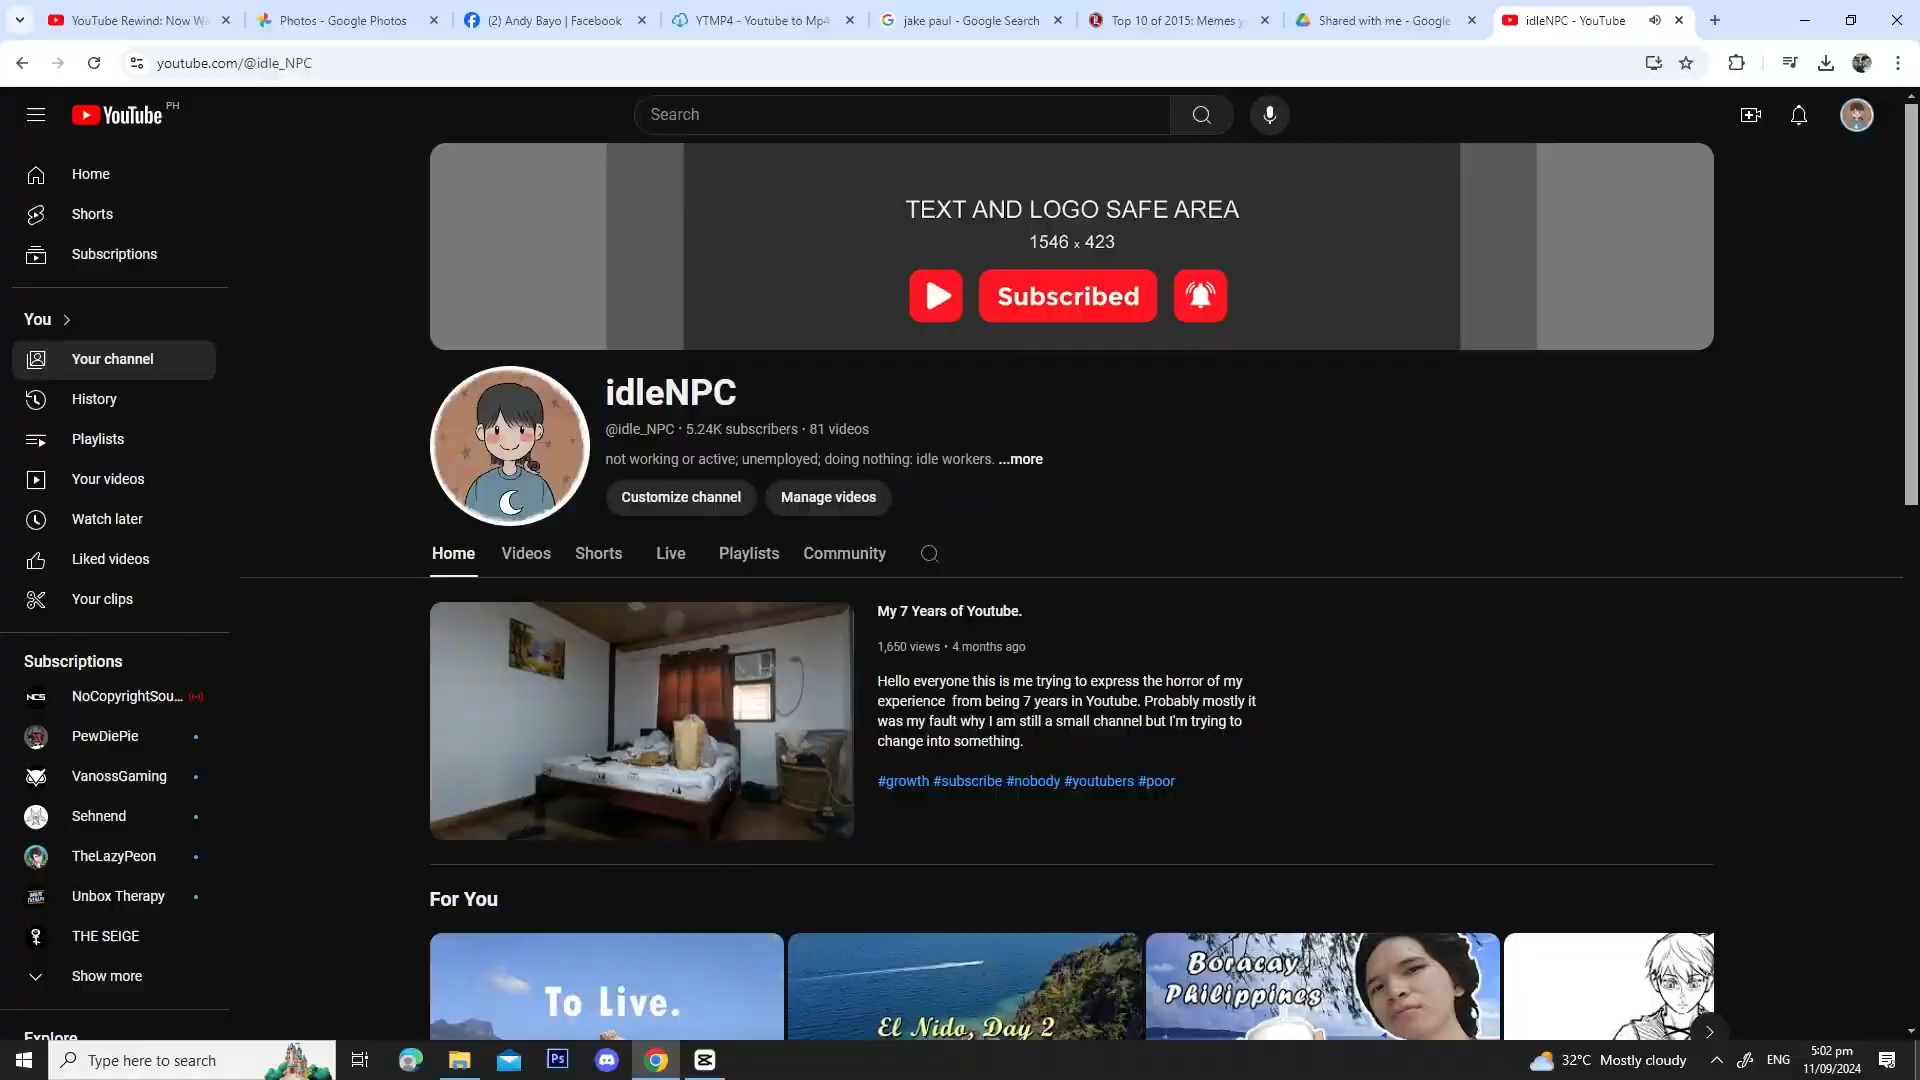 YouTube Rewind: Now Wa
Photos - Google Photos
(2) Andy Bayo | Facebook
YTMP4 - Youtube to Mp4
jake paul - Google Search
Top 10 of 2015: Memes y
Shared with me - Google
idleNPC - YouTube
youtube.com/@idle_NPC
YouTube PH
Search
Home
Shorts
Subscriptions
You
Your channel
History
Playlists
Your videos
Watch later
Liked videos
Your clips
Subscriptions
NCS
NoCopyrightSou...
PewDiePie
VanossGaming
Sehnend
TheLazyPeon
Unbox Therapy
THE SEIGE
Show more
Explore
TEXT AND LOGO SAFE AREA
1546 x 423
Subscribed
idleNPC
@idle_NPC · 5.24K subscribers · 81 videos
not working or active; unemployed; doing nothing: idle workers. ...more
Customize channel
Manage videos
Home
Videos
Shorts
Live
Playlists
Community
My 7 Years of Youtube.
1,650 views • 4 months ago
Hello everyone this is me trying to express the horror of my
experience from being 7 years in Youtube. Probably mostly it
was my fault why I am still a small channel but I'm trying to
change into something.
#growth #subscribe #nobody #youtubers #poor
For You
To Live.
El Nido, Day 2
Boracay,
Philippines
Type here to search
Ps
32°C Mostly cloudy
ENG
5:02 pm
11/09/2024